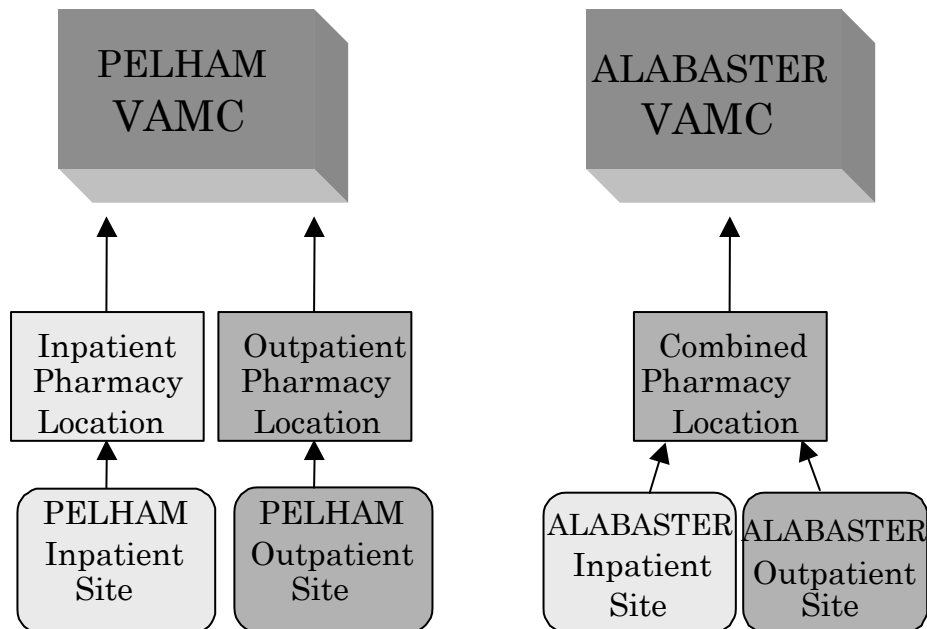 PELHAM
VAMC
ALABASTER
VAMC
Inpatient
Pharmacy
Location
Outpatient
Pharmacy
Location
Combined
Pharmacy
Location
PELHAM
Inpatient
Site
PELHAM
Outpatient
Site
ALABASTER
Inpatient
Site
ALABASTER
Outpatient
Site